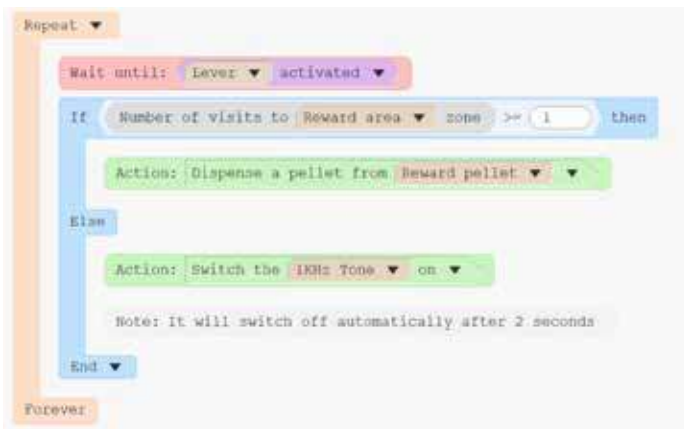 Repeat ▼
Wait until: Lever ▼ activated ▼
If Number of visits to Reward area ▼ zone >= 1 then
Action: Dispense a pellet from Reward pellet ▼ ▼
Else
Action: Switch the 1KHz Tone ▼ on ▼
Note: It will switch off automatically after 2 seconds
End ▼
Forever